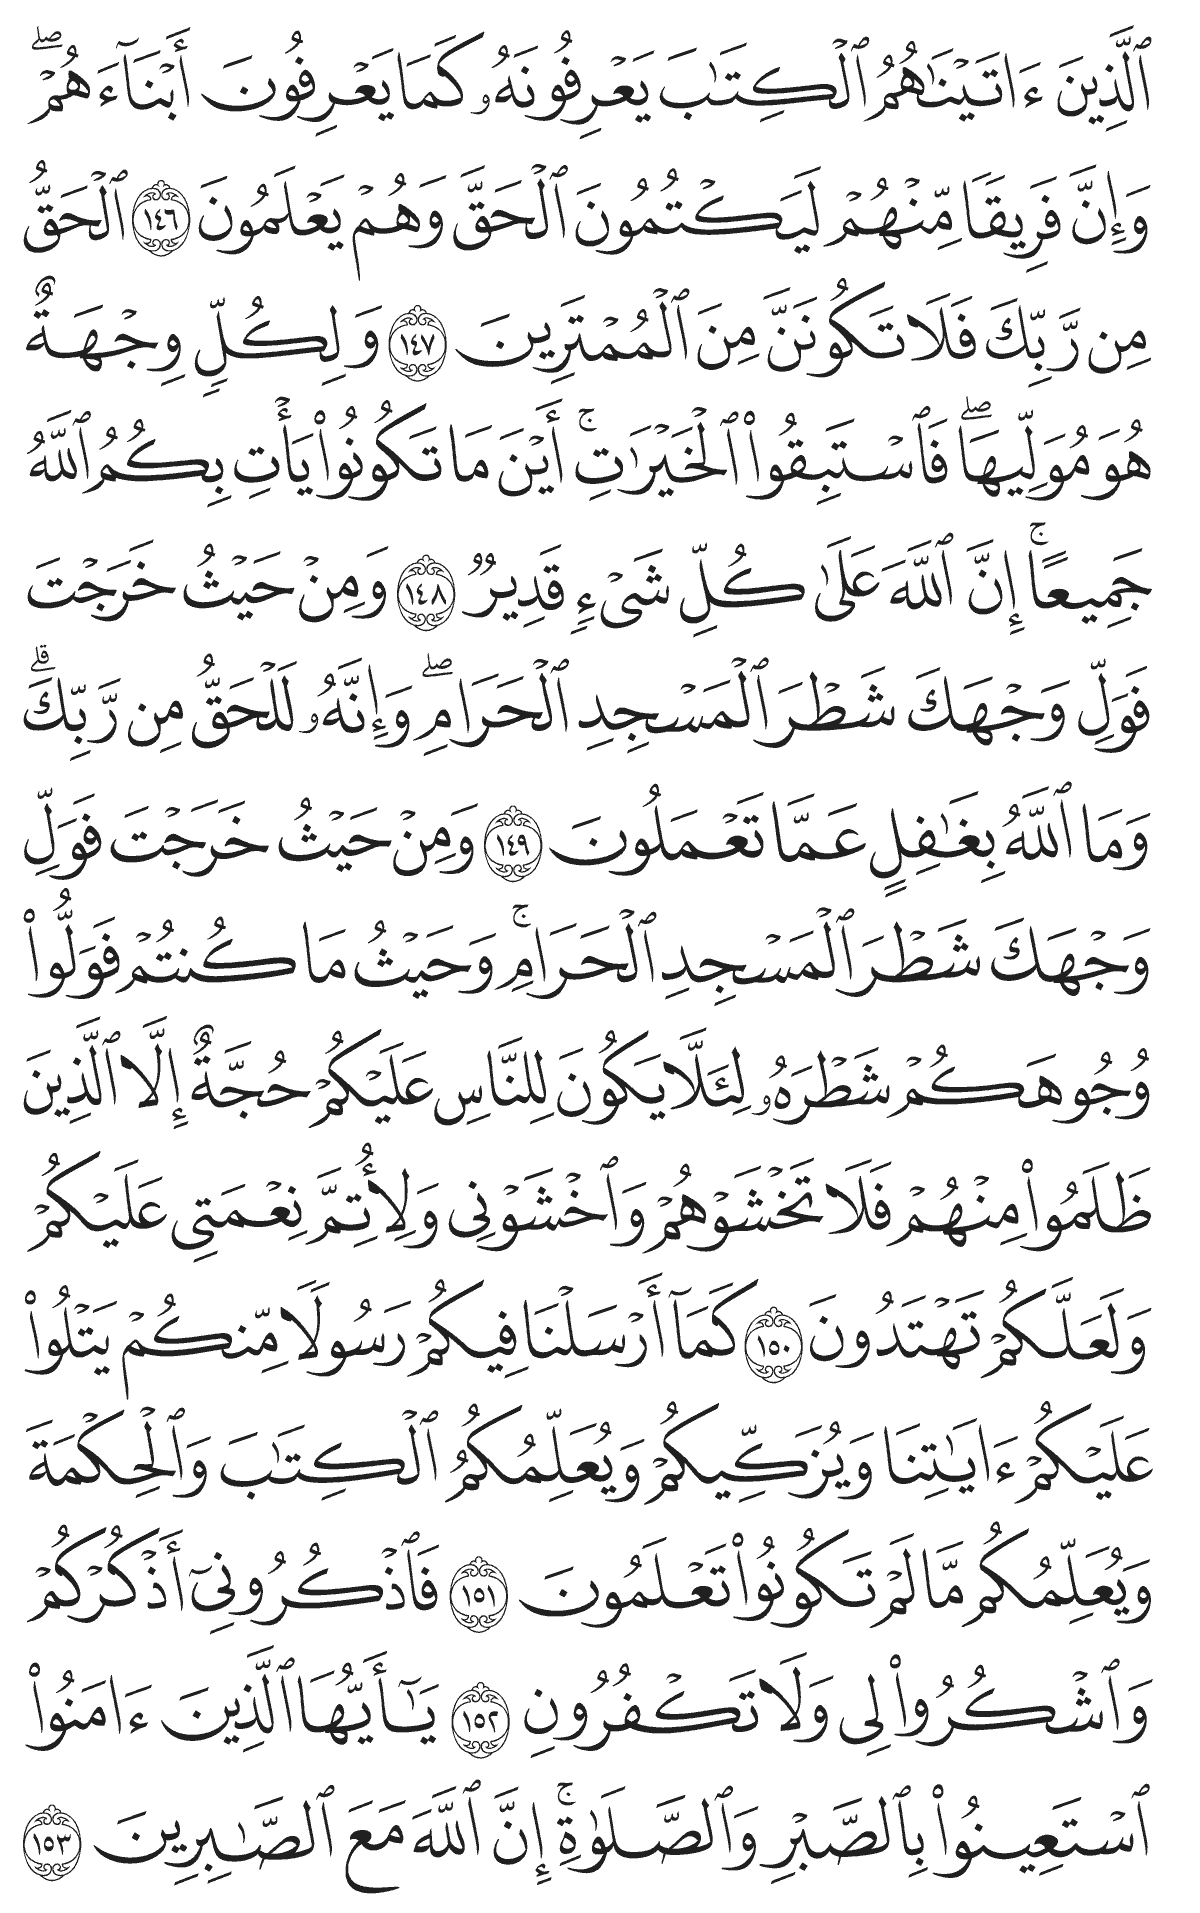 ٱلَّذِينَ ءَاتَيْنَٰهُمُ ٱلْكِتَٰبَ يَعْرِفُونَهُۥ كَمَا يَعْرِفُونَ أَبْنَآءَهُمْ ۖ
وَإِنَّ فَرِيقًا مِّنْهُمْ لَيَكْتُمُونَ ٱلْحَقَّ وَهُمْ يَعْلَمُونَ ١٤٦ ٱلْحَقُّ
مِن رَّبِّكَ فَلَا تَكُونَنَّ مِنَ ٱلْمُمْتَرِينَ ١٤٧ وَلِكُلٍّ وِجْهَةٌ
هُوَ مُوَلِّيهَا ۖ فَٱسْتَبِقُوا۟ ٱلْخَيْرَٰتِ ۚ أَيْنَ مَا تَكُونُوا۟ يَأْتِ بِكُمُ ٱللَّهُ
جَمِيعًا ۚ إِنَّ ٱللَّهَ عَلَىٰ كُلِّ شَىْءٍ قَدِيرٌ ١٤٨ وَمِنْ حَيْثُ خَرَجْتَ
فَوَلِّ وَجْهَكَ شَطْرَ ٱلْمَسْجِدِ ٱلْحَرَامِ ۖ وَإِنَّهُۥ لَلْحَقُّ مِن رَّبِّكَ ۗ
وَمَا ٱللَّهُ بِغَٰفِلٍ عَمَّا تَعْمَلُونَ ١٤٩ وَمِنْ حَيْثُ خَرَجْتَ فَوَلِّ
وَجْهَكَ شَطْرَ ٱلْمَسْجِدِ ٱلْحَرَامِ ۚ وَحَيْثُ مَا كُنتُمْ فَوَلُّوا۟
وُجُوهَكُمْ شَطْرَهُۥ لِئَلَّا يَكُونَ لِلنَّاسِ عَلَيْكُمْ حُجَّةٌ إِلَّا ٱلَّذِينَ
ظَلَمُوا۟ مِنْهُمْ فَلَا تَخْشَوْهُمْ وَٱخْشَوْنِى وَلِأُتِمَّ نِعْمَتِى عَلَيْكُمْ
وَلَعَلَّكُمْ تَهْتَدُونَ ١٥٠ كَمَآ أَرْسَلْنَا فِيكُمْ رَسُولًا مِّنكُمْ يَتْلُوا۟
عَلَيْكُمْ ءَايَٰتِنَا وَيُزَكِّيكُمْ وَيُعَلِّمُكُمُ ٱلْكِتَٰبَ وَٱلْحِكْمَةَ
وَيُعَلِّمُكُم مَّا لَمْ تَكُونُوا۟ تَعْلَمُونَ ١٥١ فَٱذْكُرُونِىٓ أَذْكُرْكُمْ
وَٱشْكُرُوا۟ لِى وَلَا تَكْفُرُونِ ١٥٢ يَٰٓأَيُّهَا ٱلَّذِينَ ءَامَنُوا۟
ٱسْتَعِينُوا۟ بِٱلصَّبْرِ وَٱلصَّلَوٰةِ ۚ إِنَّ ٱللَّهَ مَعَ ٱلصَّٰبِرِينَ ١٥٣